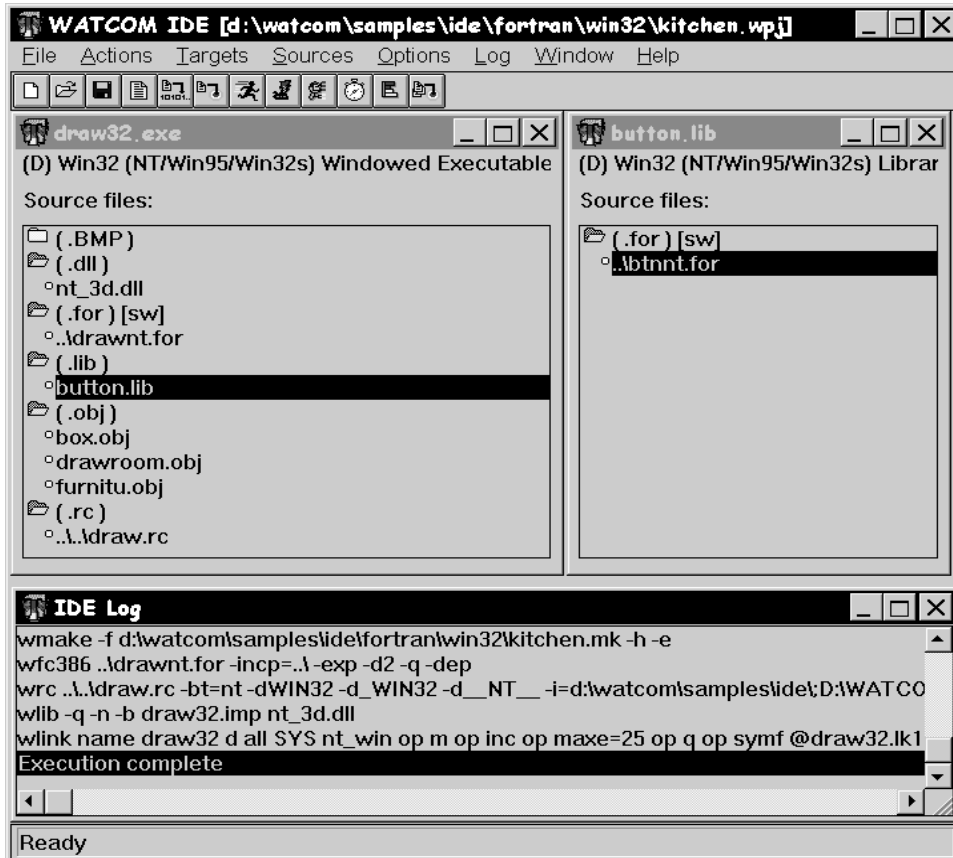 WATCOM IDE [d:\watcom\samples\ide\fortran\win32\kitchen.wpj]
File Actions Targets Sources Options Log Window Help
draw32.exe
(D) Win32 (NT/Win95/Win32s) Windowed Executable
Source files:
(.BMP)
(.dll)
nt_3d.dll
(.for) [sw]
..\drawnt.for
(.lib)
button.lib
(.obj)
box.obj
drawroom.obj
furnitu.obj
(.rc)
..\..\draw.rc
button.lib
(D) Win32 (NT/Win95/Win32s) Librar
Source files:
(.for) [sw]
..\btnnt.for
IDE Log
wmake -f d:\watcom\samples\ide\fortran\win32\kitchen.mk -h -e
wfc386 ..\drawnt.for -incp=..\ -exp -d2 -q -dep
wrc ..\..\draw.rc -bt=nt -dWIN32 -d_WIN32 -d__NT__ -i=d:\watcom\samples\ide\;D:\WATCO
wlib -q -n -b draw32.imp nt_3d.dll
wlink name draw32 d all SYS nt_win op m op inc op maxe=25 op q op symf @draw32.lk1
Execution complete
Ready